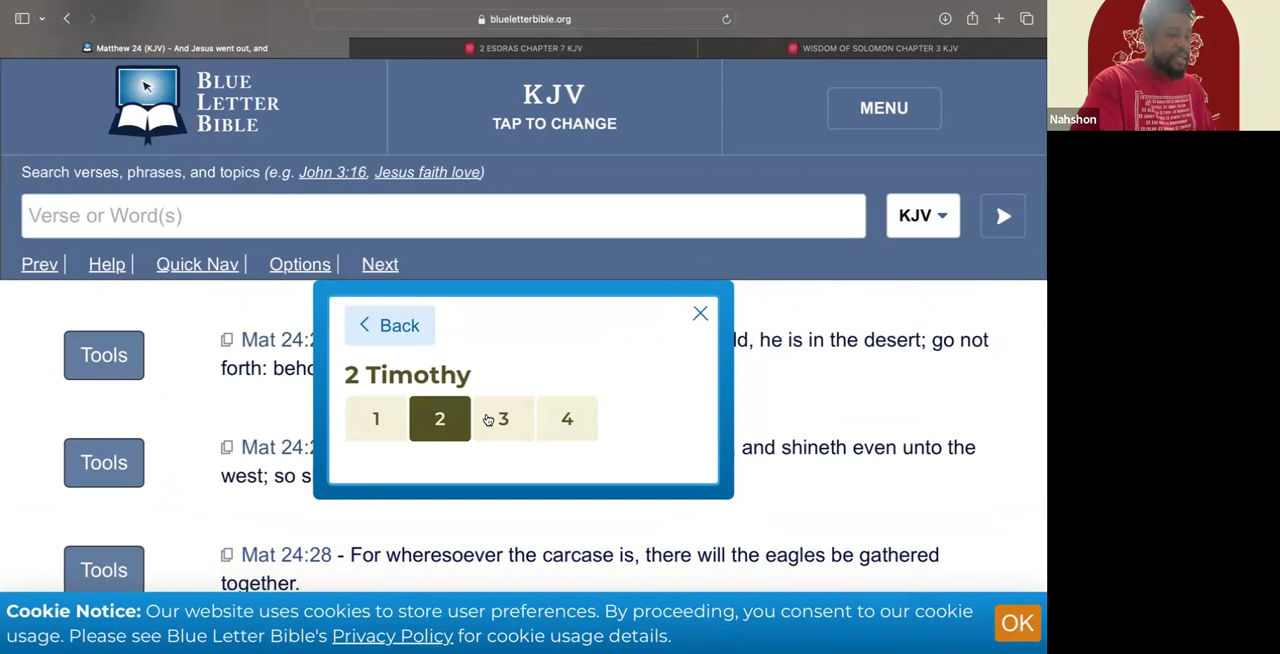 blueletterbible.org
Matthew 24 (KJV) - And Jesus went out, and
2 ESDRAS CHAPTER 7 KJV
WISDOM OF SOLOMON CHAPTER 3 KJV
BLUE
LETTER
BIBLE
KJV
TAP TO CHANGE
MENU
Nahshon
Search verses, phrases, and topics (e.g. John 3:16, Jesus faith love)
Verse or Word(s)
KJV
Prev| Help| Quick Nav| Options| Next
Back
2 Timothy
1 2 3 4
Tools
Mat 24:2
ld, he is in the desert; go not
forth: beho
Tools
Mat 24:2
, and shineth even unto the
west; so s
Tools
Mat 24:28 - For wheresoever the carcase is, there will the eagles be gathered
together.
Cookie Notice: Our website uses cookies to store user preferences. By proceeding, you consent to our cookie
usage. Please see Blue Letter Bible's Privacy Policy for cookie usage details.
OK